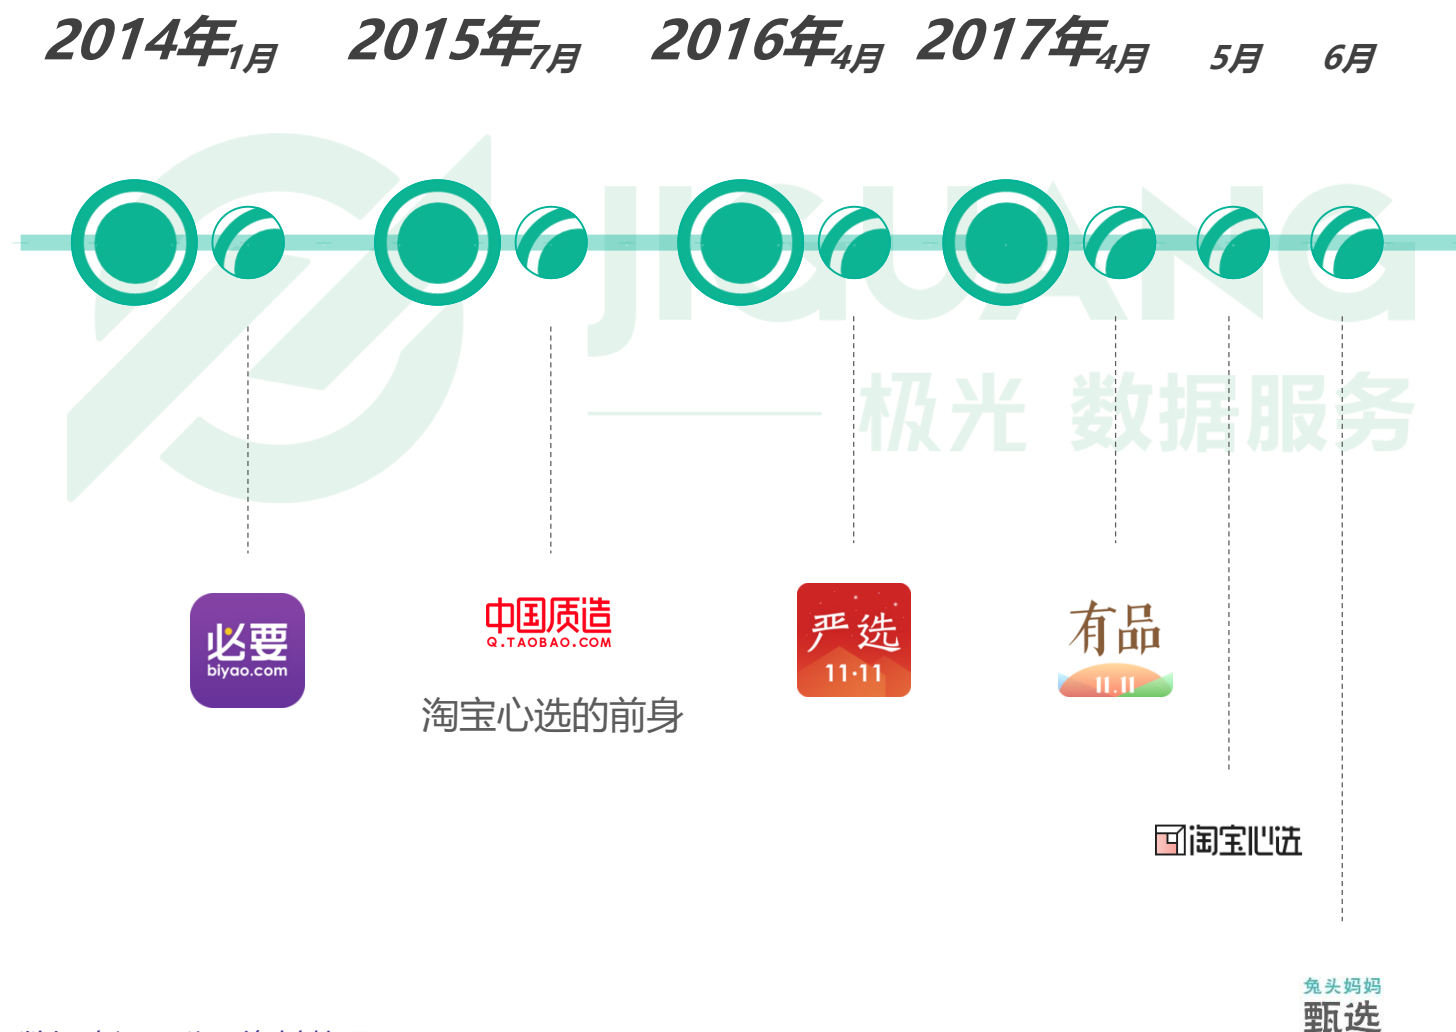 2014年1月 2015年7月 2016年4月 2017年4月 5月 6月
JIGUANG
极光 数据服务
必要
biyao.com
中国质造
Q.TAOBAO.COM
淘宝心选的前身
严选
11·11
有品
11.11
淘宝心选
兔头妈妈
甄选